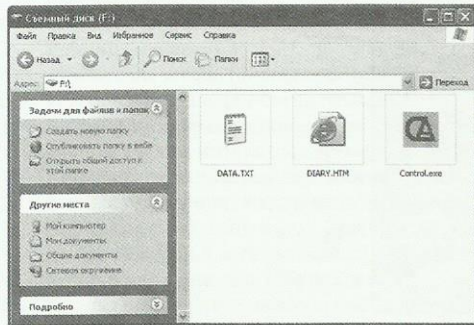 Съемный диск (F:)
Файл Правка Вид Избранное Сервис Справка
Назад Поиск Папки
Адрес: F:\ Переход
Задачи для файлов и папок
Создать новую папку
Опубликовать папку в вебе
Открыть общий доступ к
этой папке
Другие места
Мой компьютер
Мои документы
Общие документы
Сетевое окружение
Подробно
DATA.TXT DIARY.HTM Control.exe